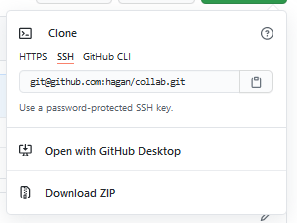 Clone
HTTPS SSH GitHub CLI
git@github.com:hagan/collab.git
Use a password-protected SSH key.
Open with GitHub Desktop
Download ZIP